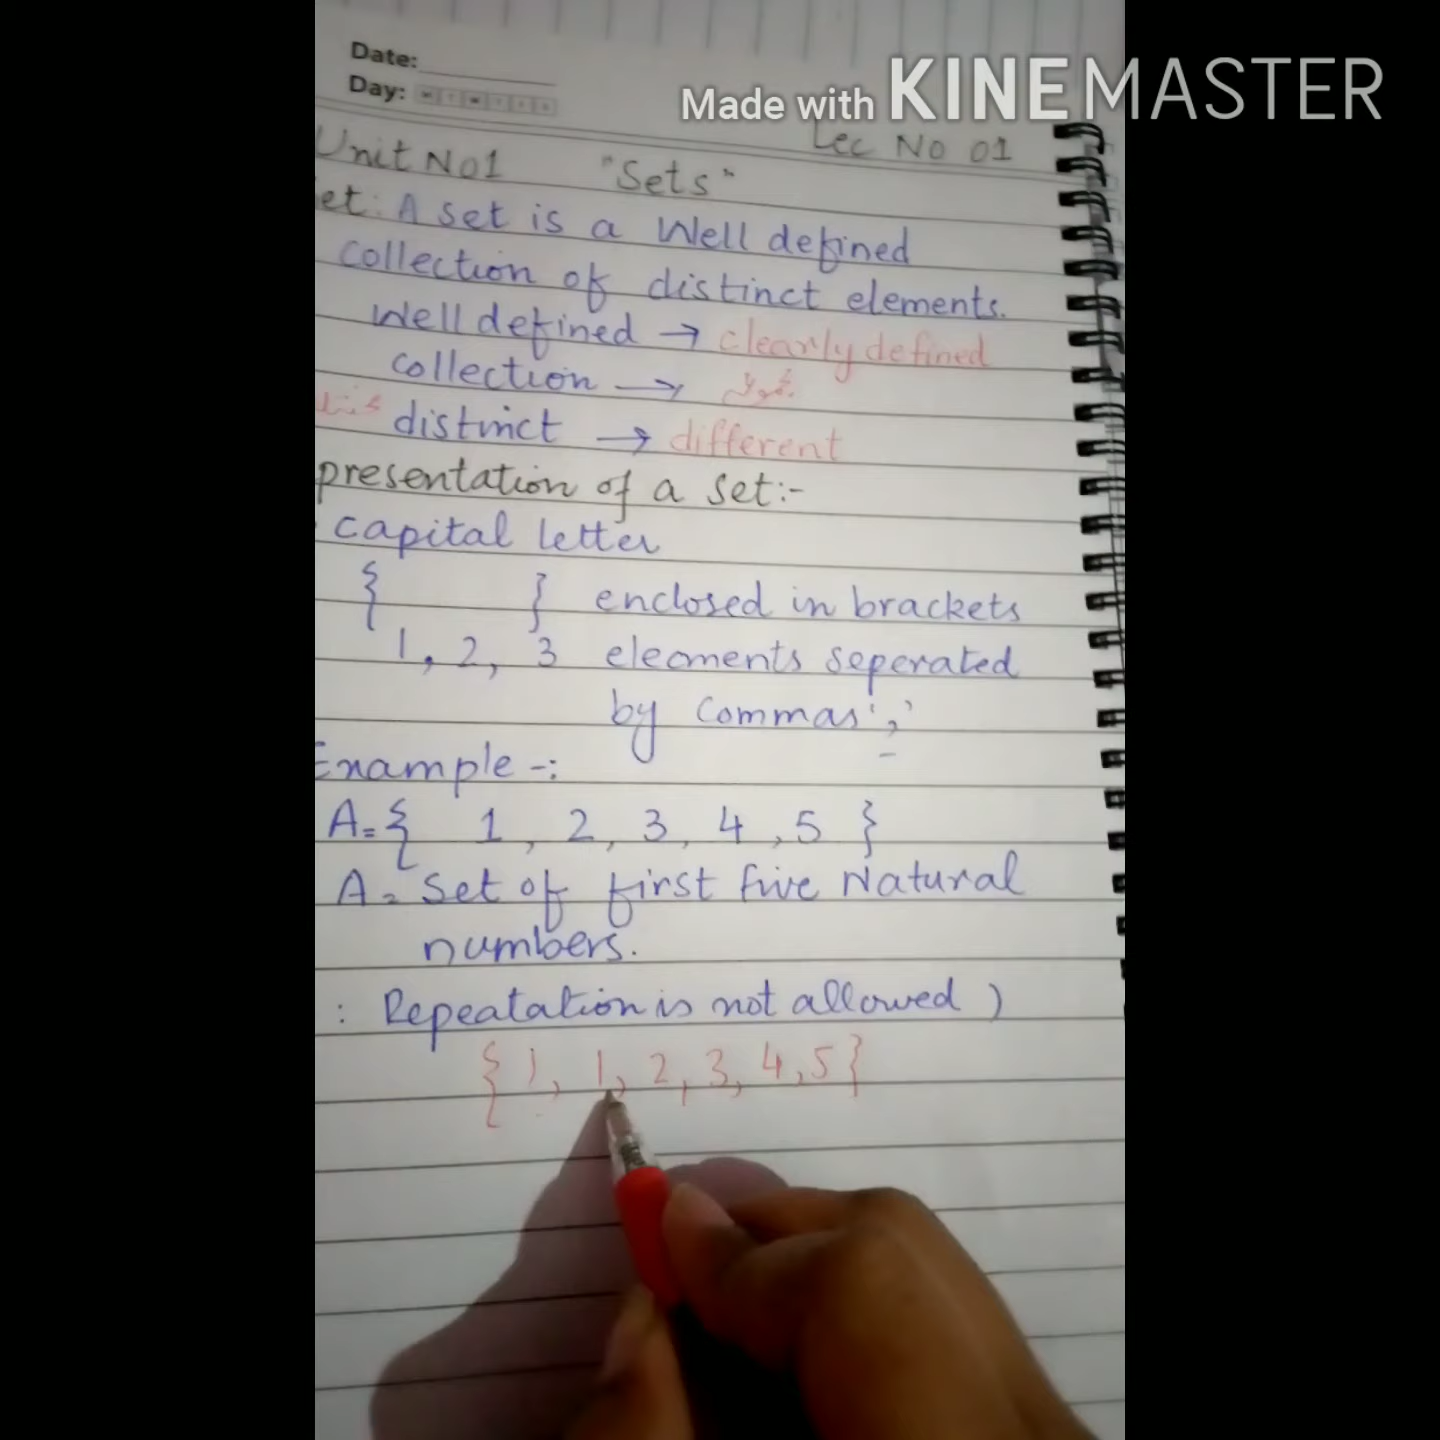 Made with KINEMASTER
Date:
Day:
Lec No 01
Unit No1 "Sets"
et: A set is a Well defined
collection of distinct elements.
Well defined → clearly defined
collection →
distinct → different
presentation of a set:-
capital letter
{ } enclosed in brackets
1, 2, 3 eleoments seperated
by Commas ','
Example -:
A = { 1, 2, 3, 4, 5 }
A = Set of first five Natural
numbers.
: Repeatation is not allowed )
{ 1, 1, 2, 3, 4, 5 }